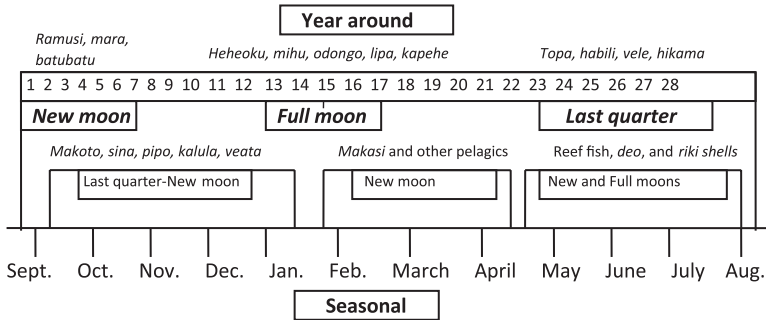 Year around
Ramusi, mara,
batubatu
Heheoku, mihu, odongo, lipa, kapehe
Topa, habili, vele, hikama
1 2 3 4 5 6 7 8 9 10 11 12 13 14 15 16 17 18 19 20 21 22 23 24 25 26 27 28
New moon
Full moon
Last quarter
Makoto, sina, pipo, kalula, veata
Makasi and other pelagics
Reef fish, deo, and riki shells
Last quarter-New moon
New moon
New and Full moons
Sept. Oct. Nov. Dec. Jan. Feb. March April May June July Aug.
Seasonal